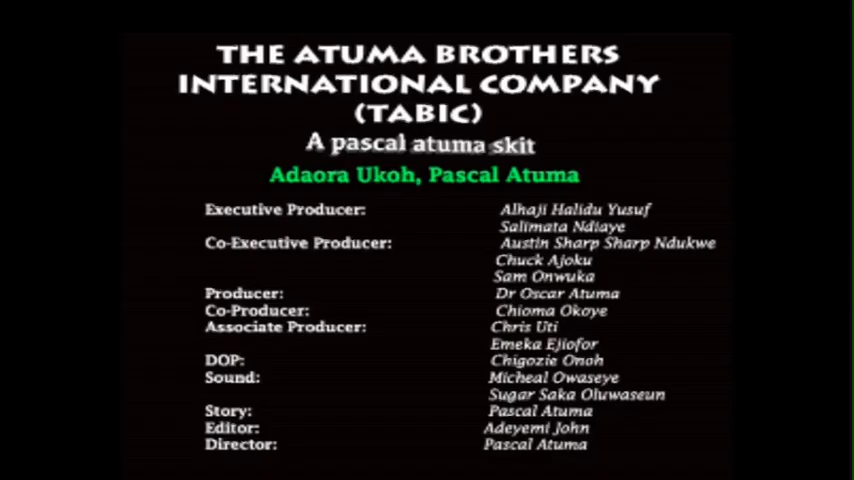 THE ATUMA BROTHERS
INTERNATIONAL COMPANY
(TABIC)
A pascal atuma skit
Adaora Ukoh, Pascal Atuma
Executive Producer: Alhaji Halidu Yusuf
Salimata Ndiaye
Co-Executive Producer: Austin Sharp Sharp Ndukwe
Chuck Ajoku
Sam Onwuka
Producer: Dr Oscar Atuma
Co-Producer: Chioma Okoye
Associate Producer: Chris Uti
Emeka Ejiofor
DOP: Chigozie Onoh
Sound: Micheal Owaseye
Sugar Saka Oluwaseun
Story: Pascal Atuma
Editor: Adeyemi John
Director: Pascal Atuma